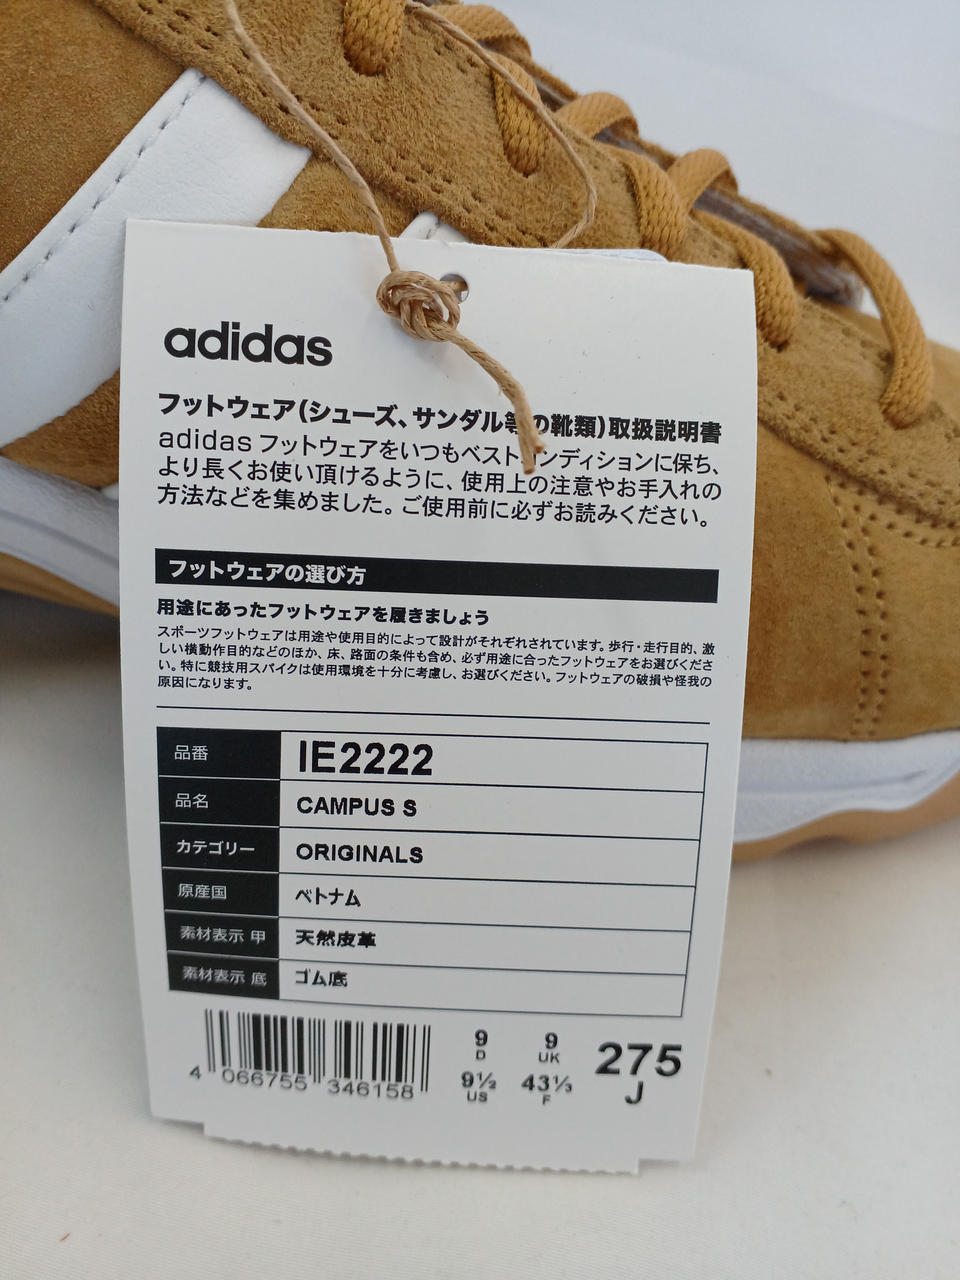 adidas
フットウェア(シューズ、サンダル等の靴類)取扱説明書
adidas フットウェアをいつもベストコンディションに保ち、
より長くお使い頂けるように、使用上の注意やお手入れの
方法などを集めました。ご使用前に必ずお読みください。
フットウェアの選び方
用途にあったフットウェアを履きましょう
スポーツフットウェアは用途や使用目的によって設計がそれぞれされています。歩行・走行目的、激
しい横動作目的などのほか、床、路面の条件も含め、必ず用途に合ったフットウェアをお選びくださ
い。特に競技用スパイクは使用環境を十分に考慮し、お選びください。フットウェアの破損や怪我の
原因になります。
品番 IE2222
品名 CAMPUS S
カテゴリー ORIGINALS
原産国 ベトナム
素材表示 甲 天然皮革
素材表示 底 ゴム底
4 066755 346158
9 D
9 UK
9½ US
43⅓ F
275 J